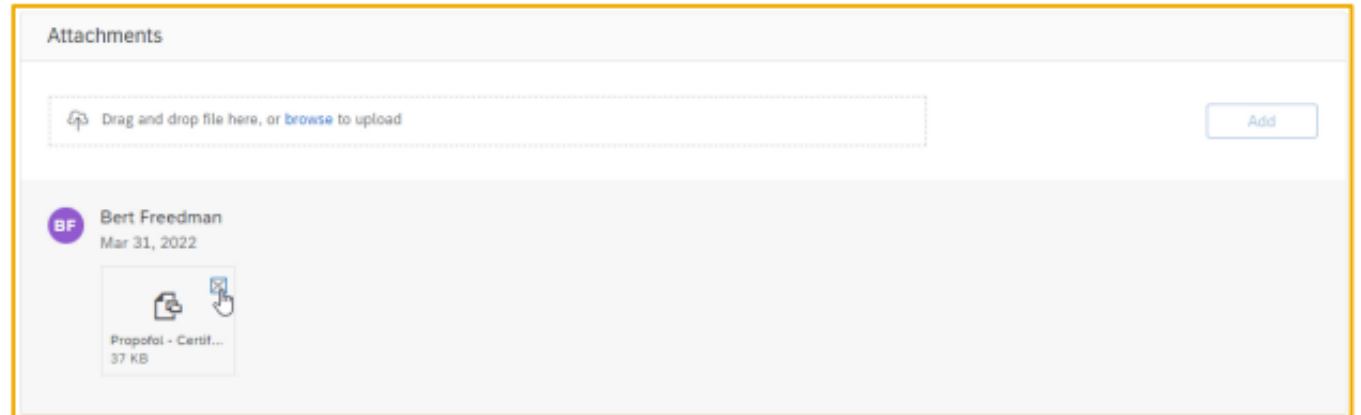 Attachments
Drag and drop file here, or browse to upload
Add
BF
Bert Freedman
Mar 31, 2022
Propofol - Certif...
37 KB